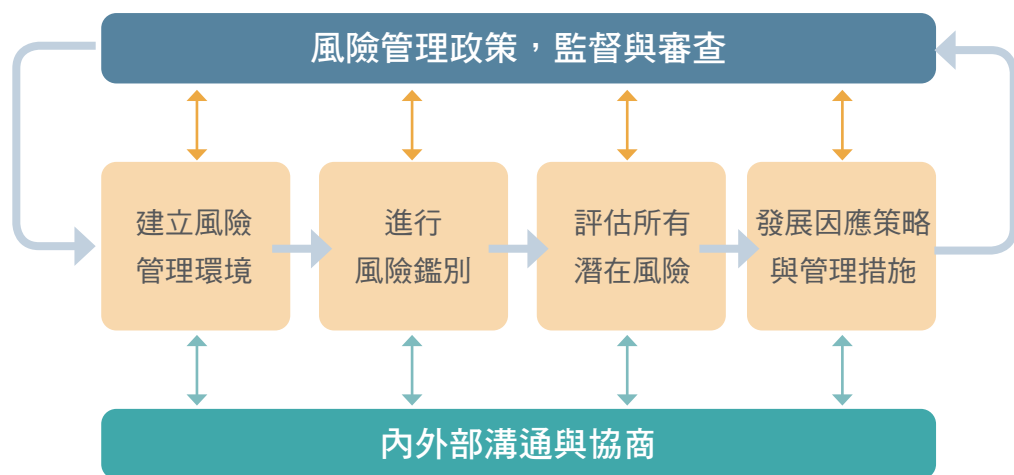 風險管理政策，監督與審查
建立風險
管理環境
進行
風險鑑別
評估所有
潛在風險
發展因應策略
與管理措施
內外部溝通與協商